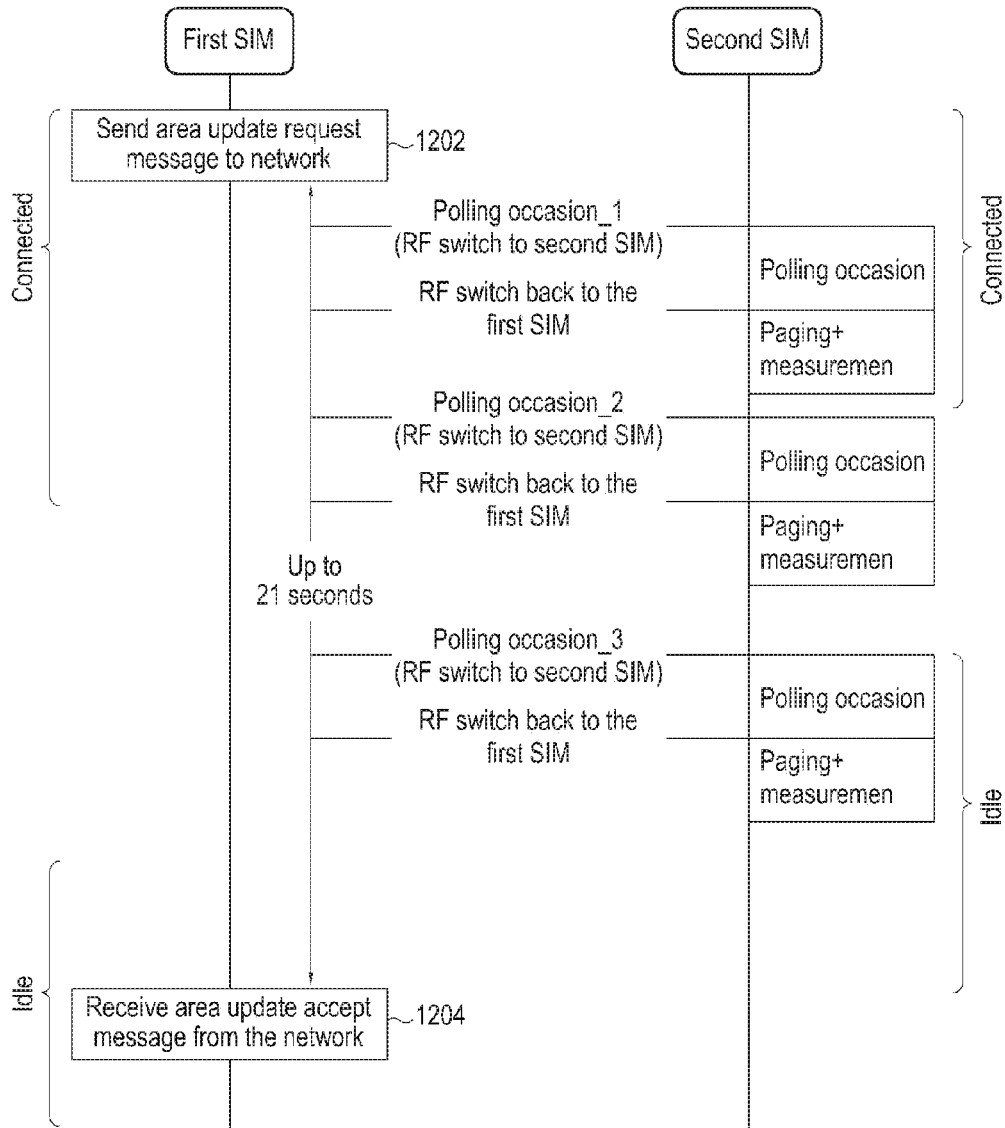 First SIM
Second SIM
Send area update request
message to network
1202
Connected
Connected
Polling occasion_1
(RF switch to second SIM)
Polling occasion
RF switch back to the
first SIM
Paging+
measuremen
Polling occasion_2
(RF switch to second SIM)
Polling occasion
RF switch back to the
first SIM
Paging+
measuremen
Up to
21 seconds
Polling occasion_3
(RF switch to second SIM)
Polling occasion
RF switch back to the
first SIM
Paging+
measuremen
Idle
Idle
Receive area update accept
message from the network
1204